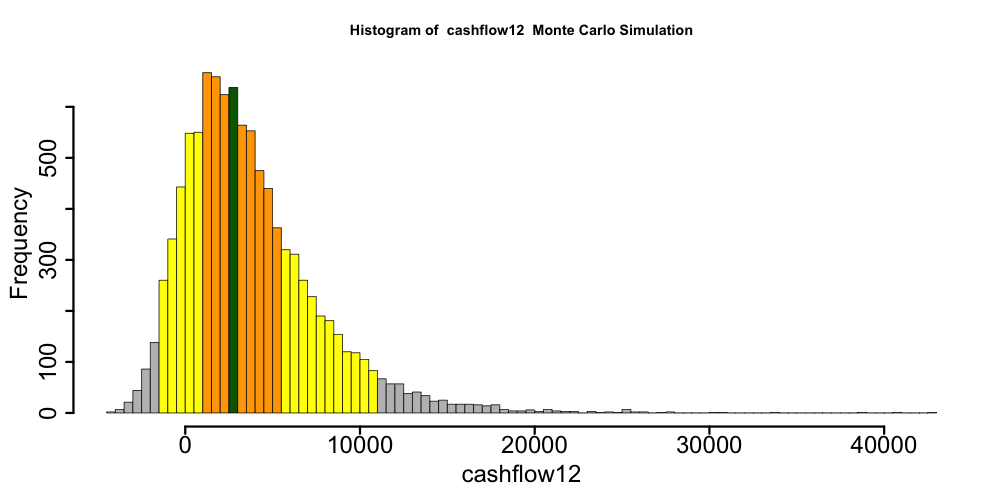 Histogram of  cashflow12  Monte Carlo Simulation
Frequency
500
300
100
0
0 10000 20000 30000 40000
cashflow12